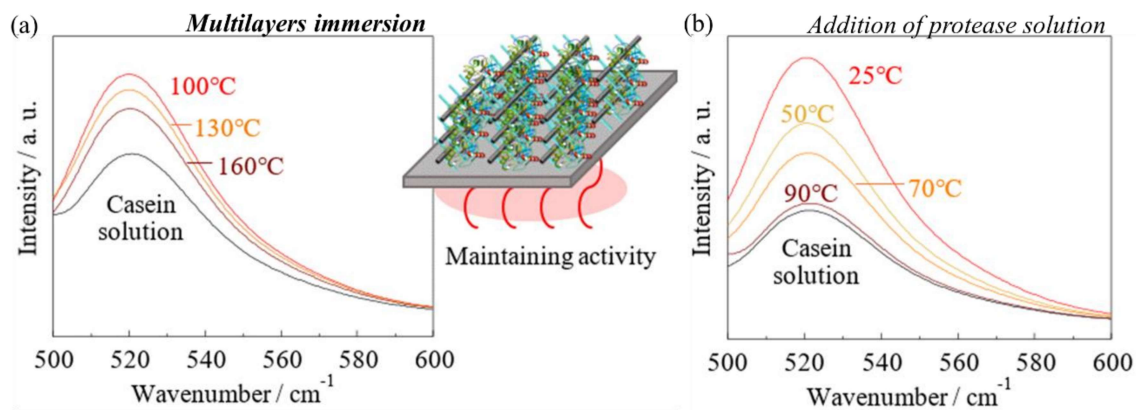 (a)
Multilayers immersion
Intensity / a. u.
100℃
130℃
160℃
Casein
solution
500 520 540 560 580 600
Wavenumber / cm⁻¹
Maintaining activity
(b)
Addition of protease solution
Intensity / a. u.
25℃
50℃
70℃
90℃
Casein
solution
500 520 540 560 580 600
Wavenumber / cm⁻¹